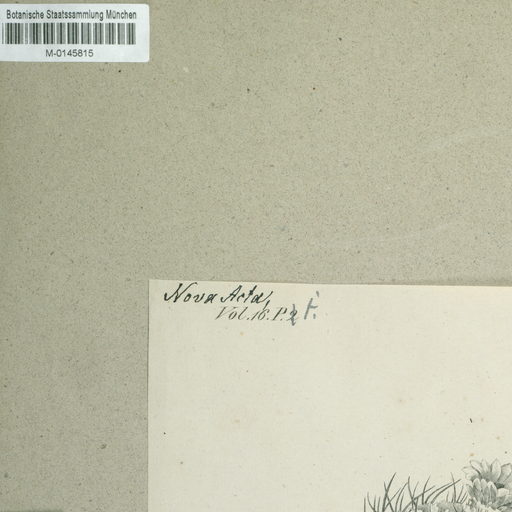 Botanische Staatssammlung München
M-0145815
Nova Acta,
Vol.16.P.